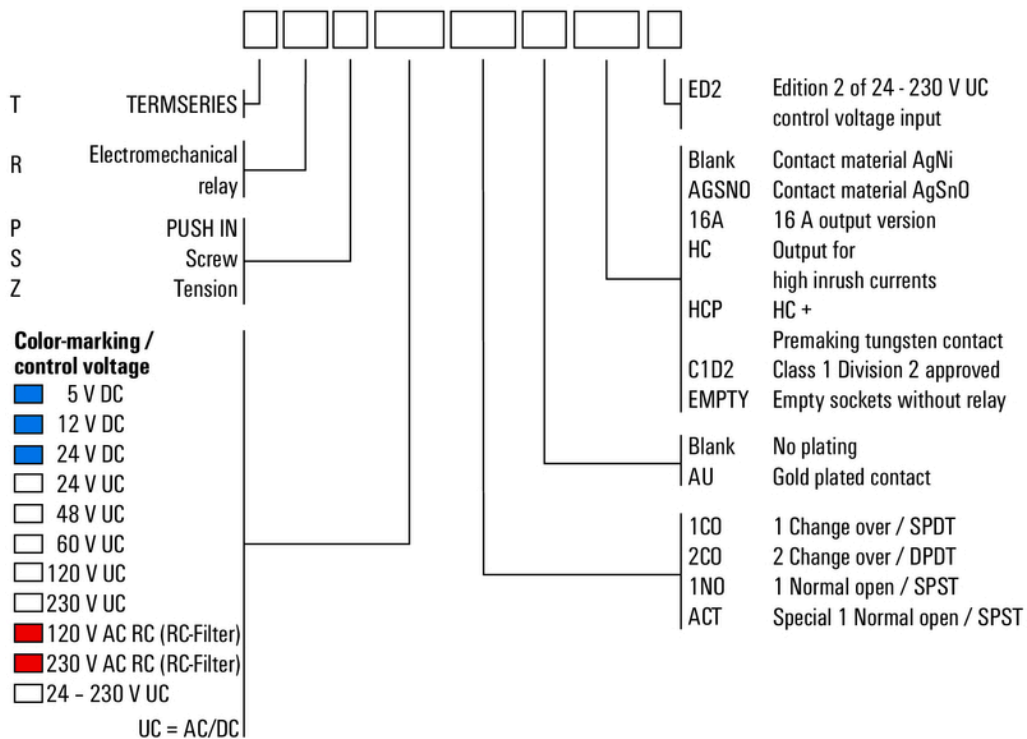 T TERMSERIES
R Electromechanical
relay
P PUSH IN
S Screw
Z Tension
Color-marking /
control voltage
5 V DC
12 V DC
24 V DC
24 V UC
48 V UC
60 V UC
120 V UC
230 V UC
120 V AC RC (RC-Filter)
230 V AC RC (RC-Filter)
24 – 230 V UC
UC = AC/DC
ED2 Edition 2 of 24 - 230 V UC
control voltage input
Blank Contact material AgNi
AGSNO Contact material AgSnO
16A 16 A output version
HC Output for
high inrush currents
HCP HC +
Premaking tungsten contact
C1D2 Class 1 Division 2 approved
EMPTY Empty sockets without relay
Blank No plating
AU Gold plated contact
1CO 1 Change over / SPDT
2CO 2 Change over / DPDT
1NO 1 Normal open / SPST
ACT Special 1 Normal open / SPST